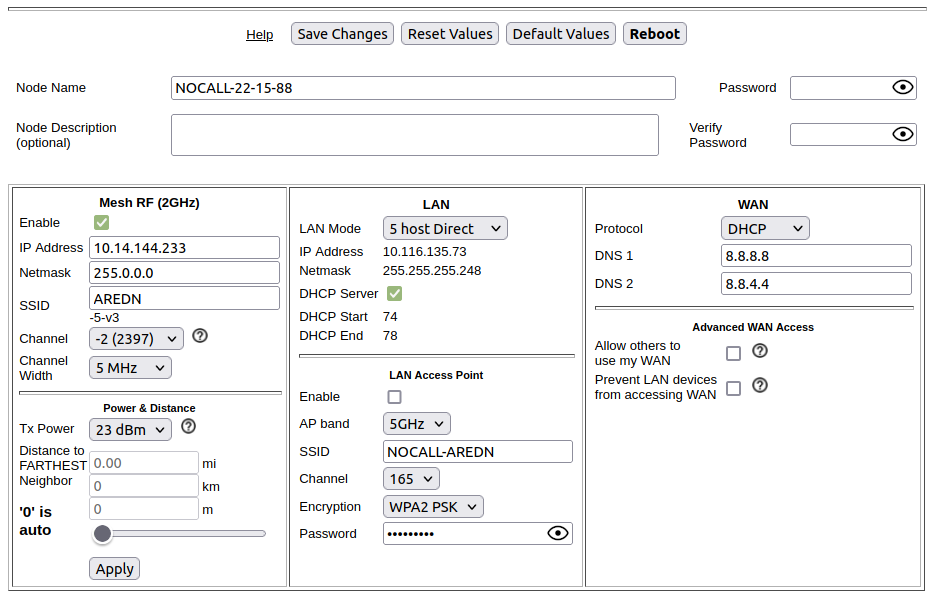 Help Save Changes Reset Values Default Values Reboot
Node Name NOCALL-22-15-88 Password
Node Description
(optional)
Verify
Password
Mesh RF (2GHz)
Enable
IP Address 10.14.144.233
Netmask 255.0.0.0
SSID AREDN
-5-v3
Channel -2 (2397)
Channel
Width
5 MHz
Power & Distance
Tx Power 23 dBm
Distance to
FARTHEST
Neighbor
0.00 mi
0 km
0 m
'0' is
auto
Apply
LAN
LAN Mode 5 host Direct
IP Address 10.116.135.73
Netmask 255.255.255.248
DHCP Server
DHCP Start 74
DHCP End 78
LAN Access Point
Enable
AP band 5GHz
SSID NOCALL-AREDN
Channel 165
Encryption WPA2 PSK
Password •••••••••
WAN
Protocol DHCP
DNS 1 8.8.8.8
DNS 2 8.8.4.4
Advanced WAN Access
Allow others to
use my WAN
Prevent LAN devices
from accessing WAN